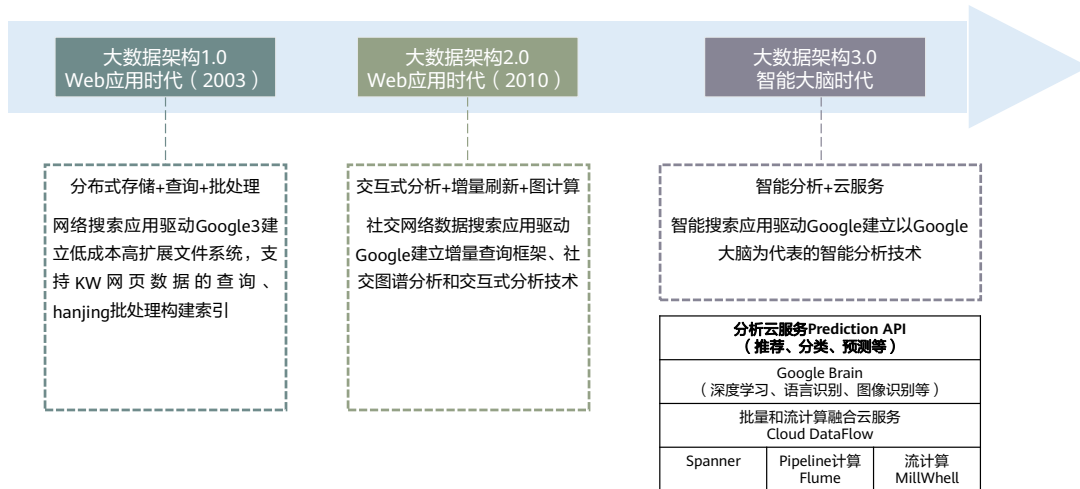 大数据架构1.0
Web应用时代（2003）
大数据架构2.0
Web应用时代（2010）
大数据架构3.0
智能大脑时代
分布式存储+查询+批处理
网络搜索应用驱动Google3建
立低成本高扩展文件系统，支
持KW网页数据的查询、
hanjing批处理构建索引
交互式分析+增量刷新+图计算
社交网络数据搜索应用驱动
Google建立增量查询框架、社
交图谱分析和交互式分析技术
智能分析+云服务
智能搜索应用驱动Google建立以Google
大脑为代表的智能分析技术
分析云服务Prediction API
（推荐、分类、预测等）
Google Brain
（深度学习、语言识别、图像识别等）
批量和流计算融合云服务
Cloud DataFlow
Spanner
Pipeline计算
Flume
流计算
MillWhell